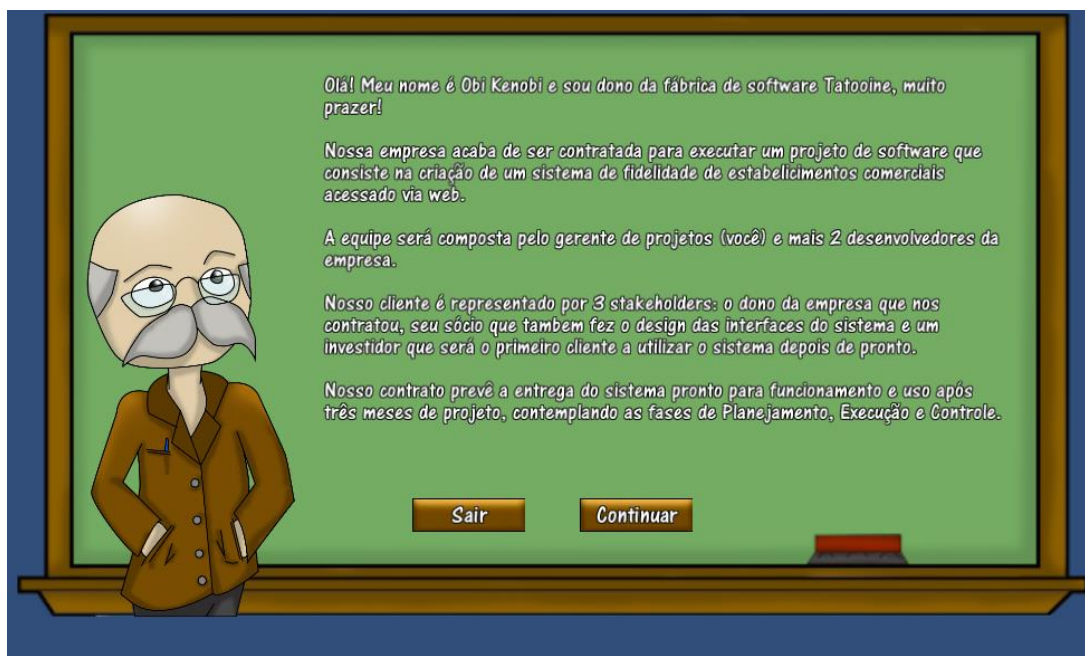 Olá! Meu nome é Obi Kenobi e sou dono da fábrica de software Tatooine, muito
prazer!
Nossa empresa acaba de ser contratada para executar um projeto de software que
consiste na criação de um sistema de fidelidade de estabelicimentos comerciais
acessado via web.
A equipe será composta pelo gerente de projetos (você) e mais 2 desenvolvedores da
empresa.
Nosso cliente é representado por 3 stakeholders: o dono da empresa que nos
contratou, seu sócio que tambem fez o design das interfaces do sistema e um
investidor que será o primeiro cliente a utilizar o sistema depois de pronto.
Nosso contrato prevê a entrega do sistema pronto para funcionamento e uso após
três meses de projeto, contemplando as fases de Planejamento, Execução e Controle.
Sair
Continuar